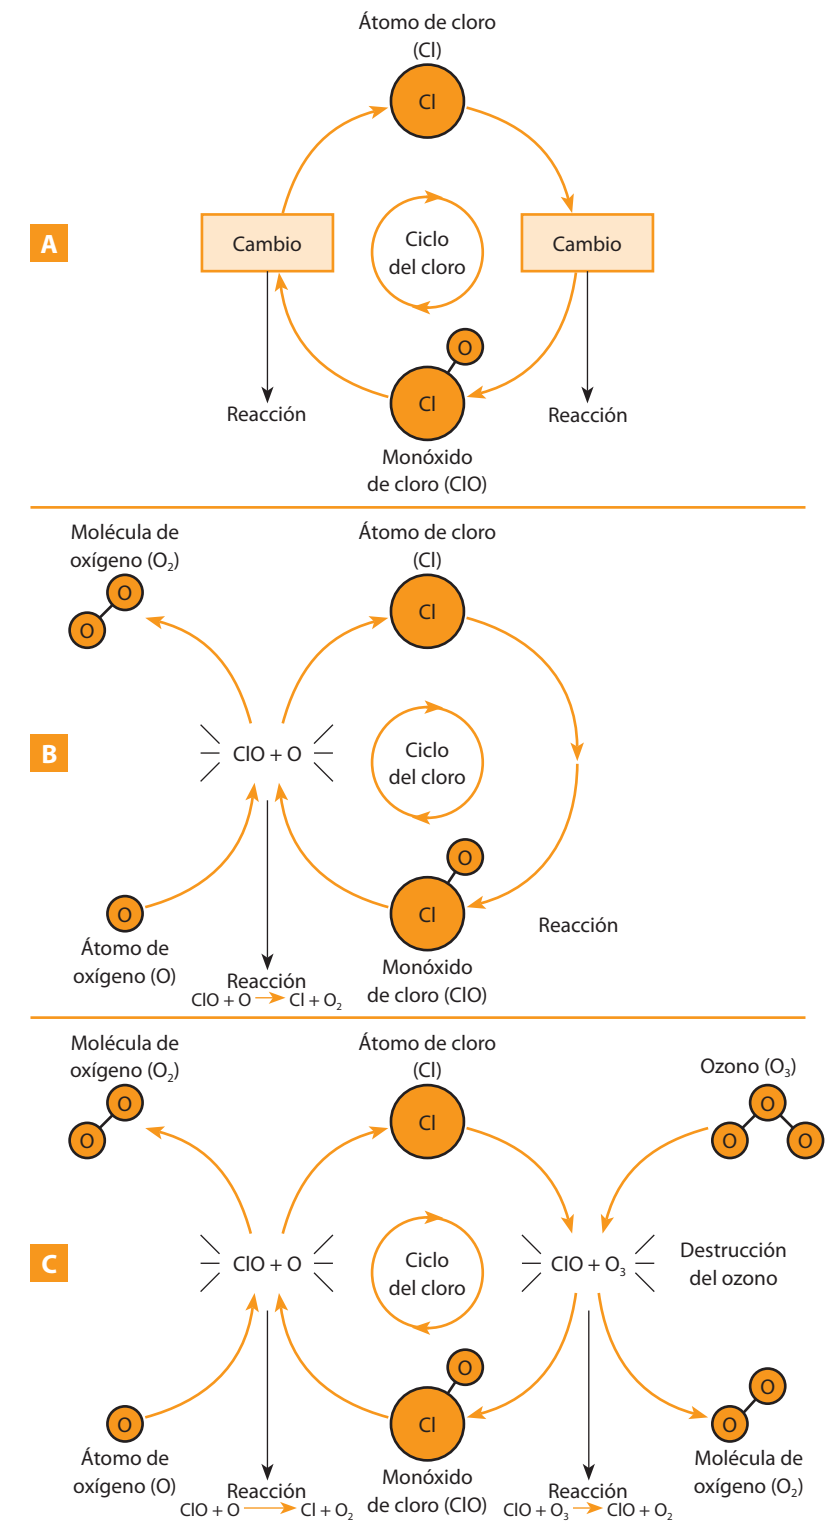 Átomo de cloro
(Cl)
Cl
A
Cambio
Ciclo
del cloro
Cambio
O
Cl
Reacción
Reacción
Monóxido
de cloro (ClO)
Molécula de
oxígeno (O₂)
Átomo de cloro
(Cl)
O
O
Cl
B
ClO + O
Ciclo
del cloro
O
O
Cl
Átomo de
oxígeno (O)
Reacción
Reacción
ClO + O → Cl + O₂
Monóxido
de cloro (ClO)
Molécula de
oxígeno (O₂)
Átomo de cloro
(Cl)
Ozono (O₃)
O
O
Cl
O
O
O
C
ClO + O
Ciclo
del cloro
ClO + O₃
Destrucción
del ozono
O
O
Cl
O
O
Átomo de
oxígeno (O)
Reacción
ClO + O → Cl + O₂
Monóxido
de cloro (ClO)
Reacción
ClO + O₃ → ClO + O₂
Molécula de
oxígeno (O₂)